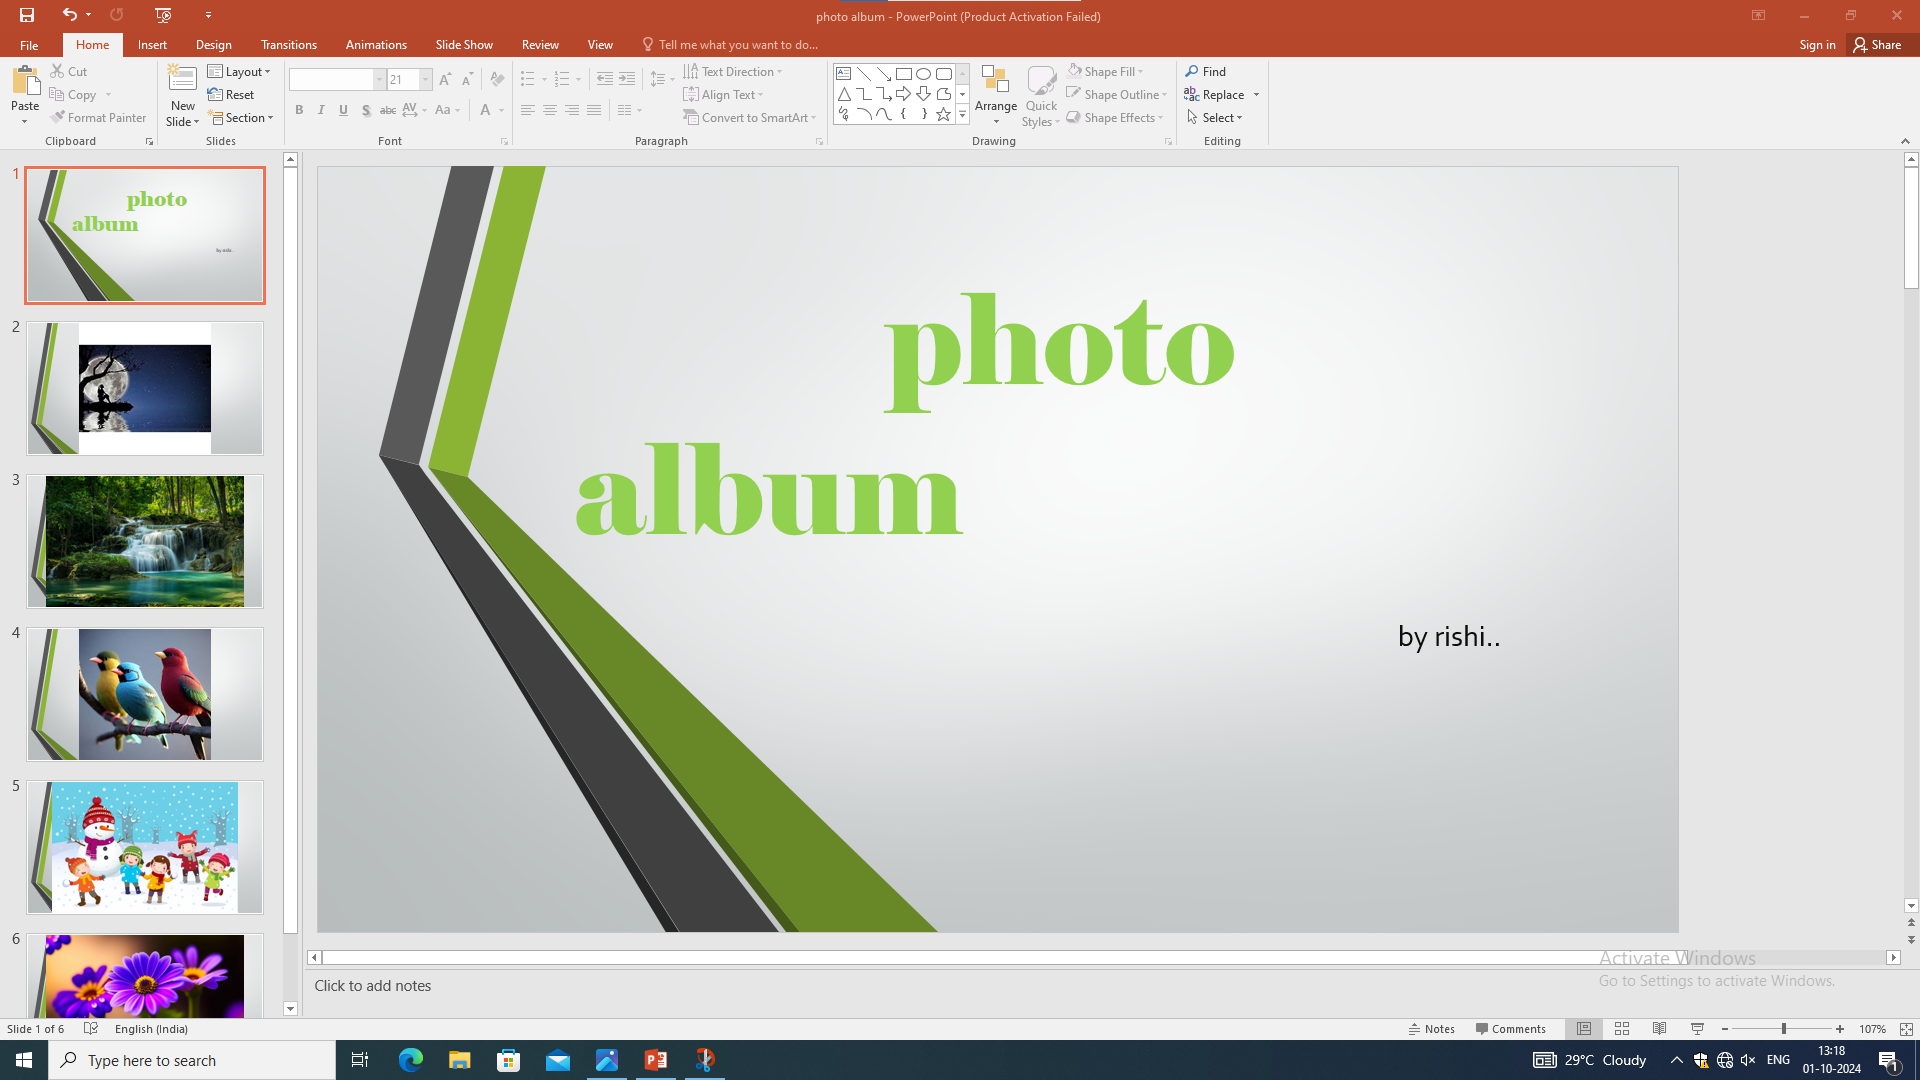 photo album - PowerPoint (Product Activation Failed)
File Home Insert Design Transitions Animations Slide Show Review View Tell me what you want to do... Sign in Share
Paste
Cut
Copy
Format Painter
Clipboard
New Slide
Layout
Reset
Section
Slides
21
B I U S abc AV Aa A
Font
Text Direction
Align Text
Convert to SmartArt
Paragraph
Arrange
Quick Styles
Shape Fill
Shape Outline
Shape Effects
Drawing
Find
Replace
Select
Editing
1
photo
album
by rishi..
2
3
4
5
6
photo
album
by rishi..
Click to add notes
Activate Windows
Go to Settings to activate Windows.
Slide 1 of 6 English (India) Notes Comments 107%
Type here to search 29°C Cloudy ENG 13:18
01-10-2024
1